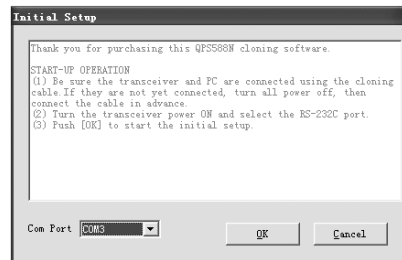 Initial Setup
Thank you for purchasing this QPS588N cloning software.
START-UP OPERATION
(1) Be sure the transceiver and PC are connected using the cloning
cable.If they are not yet connected, turn all power off, then
connect the cable in advance.
(2) Turn the transceiver power ON and select the RS-232C port.
(3) Push [OK] to start the initial setup.
Com Port COM3 OK Cancel